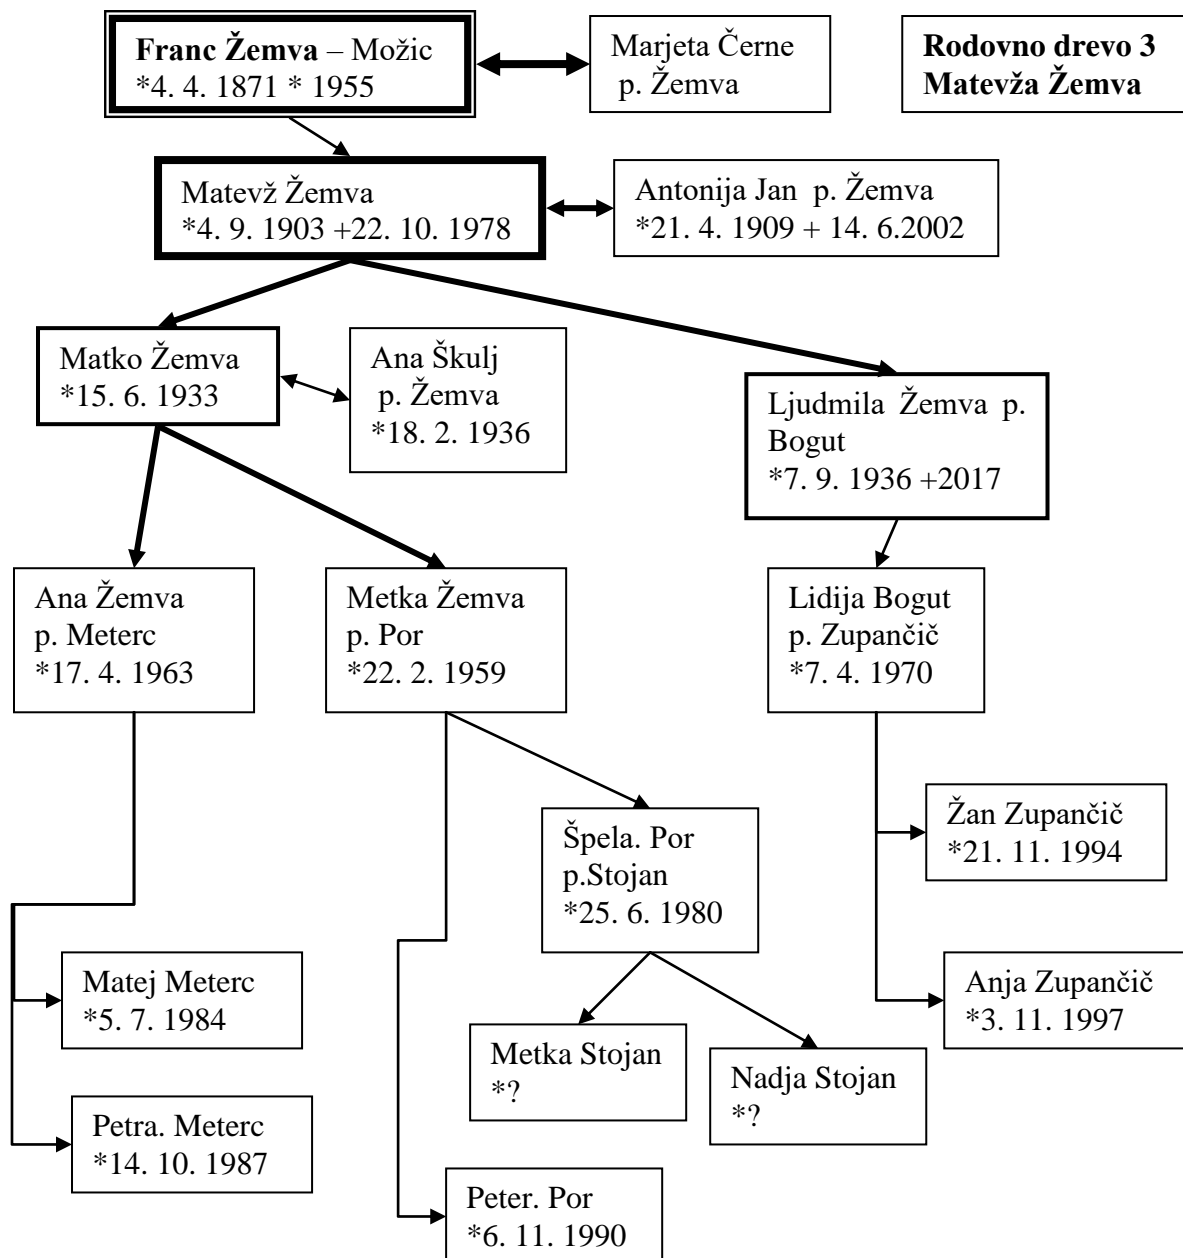 Franc Žemva – Možic
*4. 4. 1871 * 1955
Marjeta Černe
p. Žemva
Rodovno drevo 3
Matevža Žemva
Matevž Žemva
*4. 9. 1903 +22. 10. 1978
Antonija Jan p. Žemva
*21. 4. 1909 + 14. 6.2002
Matko Žemva
*15. 6. 1933
Ana Škulj
p. Žemva
*18. 2. 1936
Ljudmila Žemva p.
Bogut
*7. 9. 1936 +2017
Ana Žemva
p. Meterc
*17. 4. 1963
Metka Žemva
p. Por
*22. 2. 1959
Lidija Bogut
p. Zupančič
*7. 4. 1970
Špela. Por
p.Stojan
*25. 6. 1980
Žan Zupančič
*21. 11. 1994
Matej Meterc
*5. 7. 1984
Anja Zupančič
*3. 11. 1997
Metka Stojan
*?
Nadja Stojan
*?
Petra. Meterc
*14. 10. 1987
Peter. Por
*6. 11. 1990